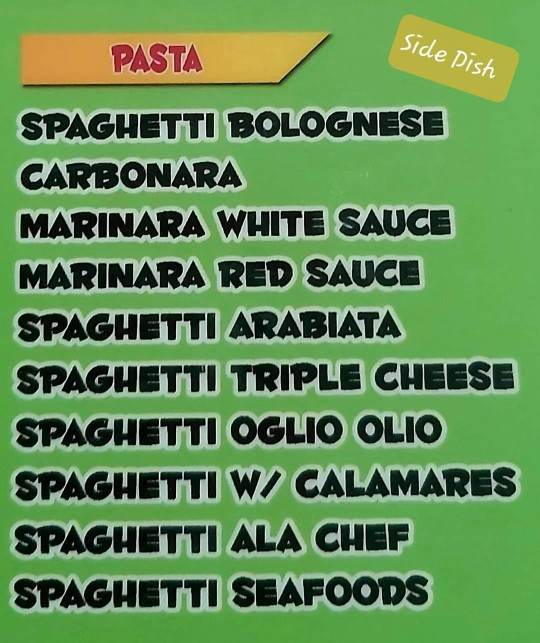 PASTA
Side Dish
SPAGHETTI BOLOGNESE
CARBONARA
MARINARA WHITE SAUCE
MARINARA RED SAUCE
SPAGHETTI ARABIATA
SPAGHETTI TRIPLE CHEESE
SPAGHETTI OGLIO OLIO
SPAGHETTI W/ CALAMARES
SPAGHETTI ALA CHEF
SPAGHETTI SEAFOODS